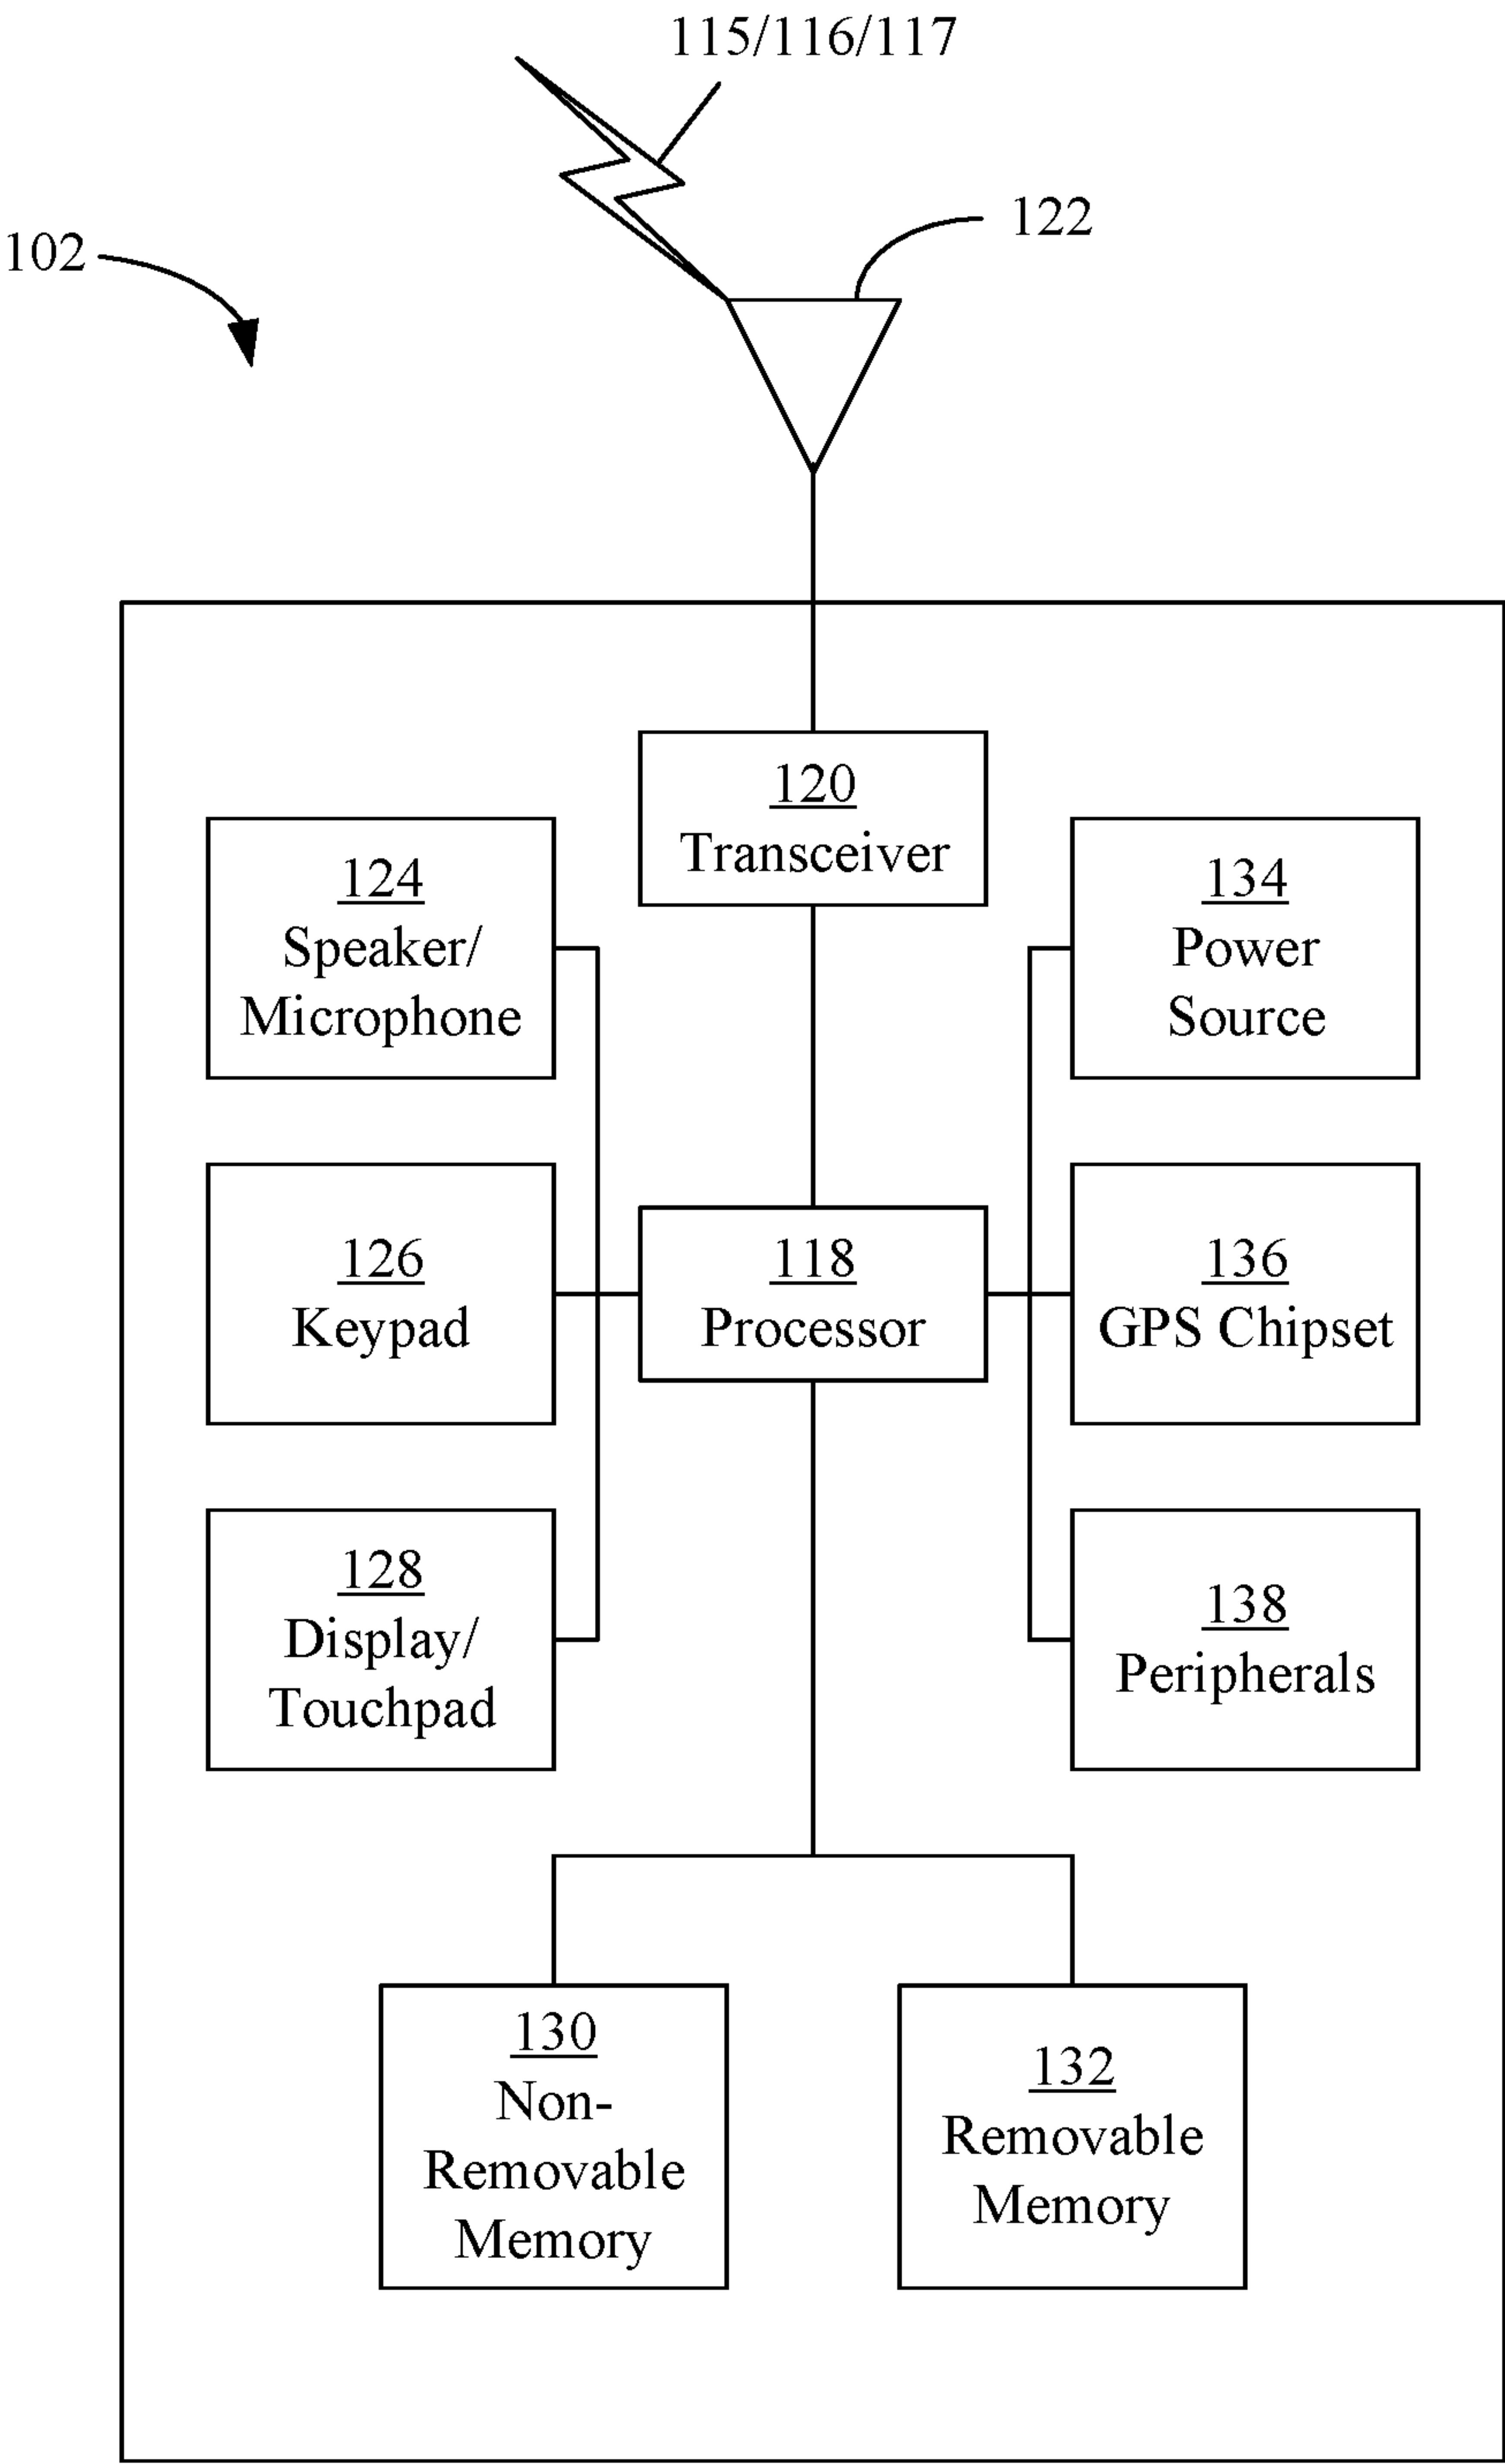 115/116/117
122
102
120
Transceiver
124
Speaker/
Microphone
134
Power
Source
126
Keypad
118
Processor
136
GPS Chipset
128
Display/
Touchpad
138
Peripherals
130
Non-
Removable
Memory
132
Removable
Memory